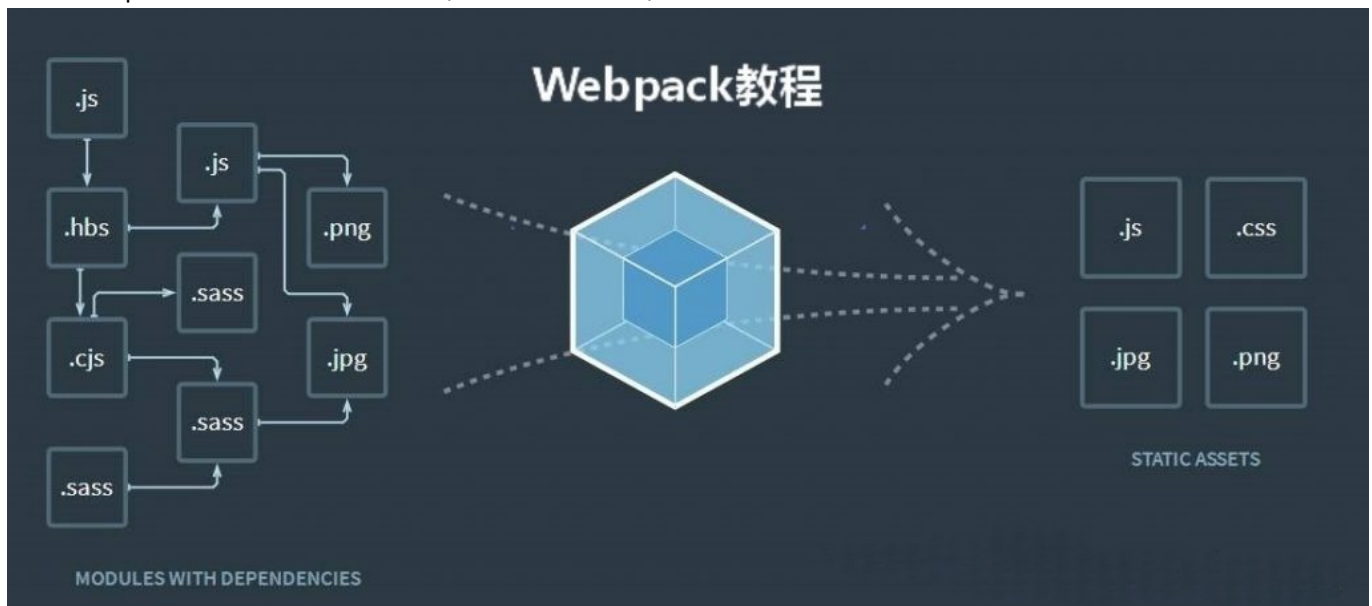 Webpack教程
.js
.js
.hbs
.png
.sass
.cjs
.jpg
.sass
.sass
MODULES WITH DEPENDENCIES
.js
.css
.jpg
.png
STATIC ASSETS